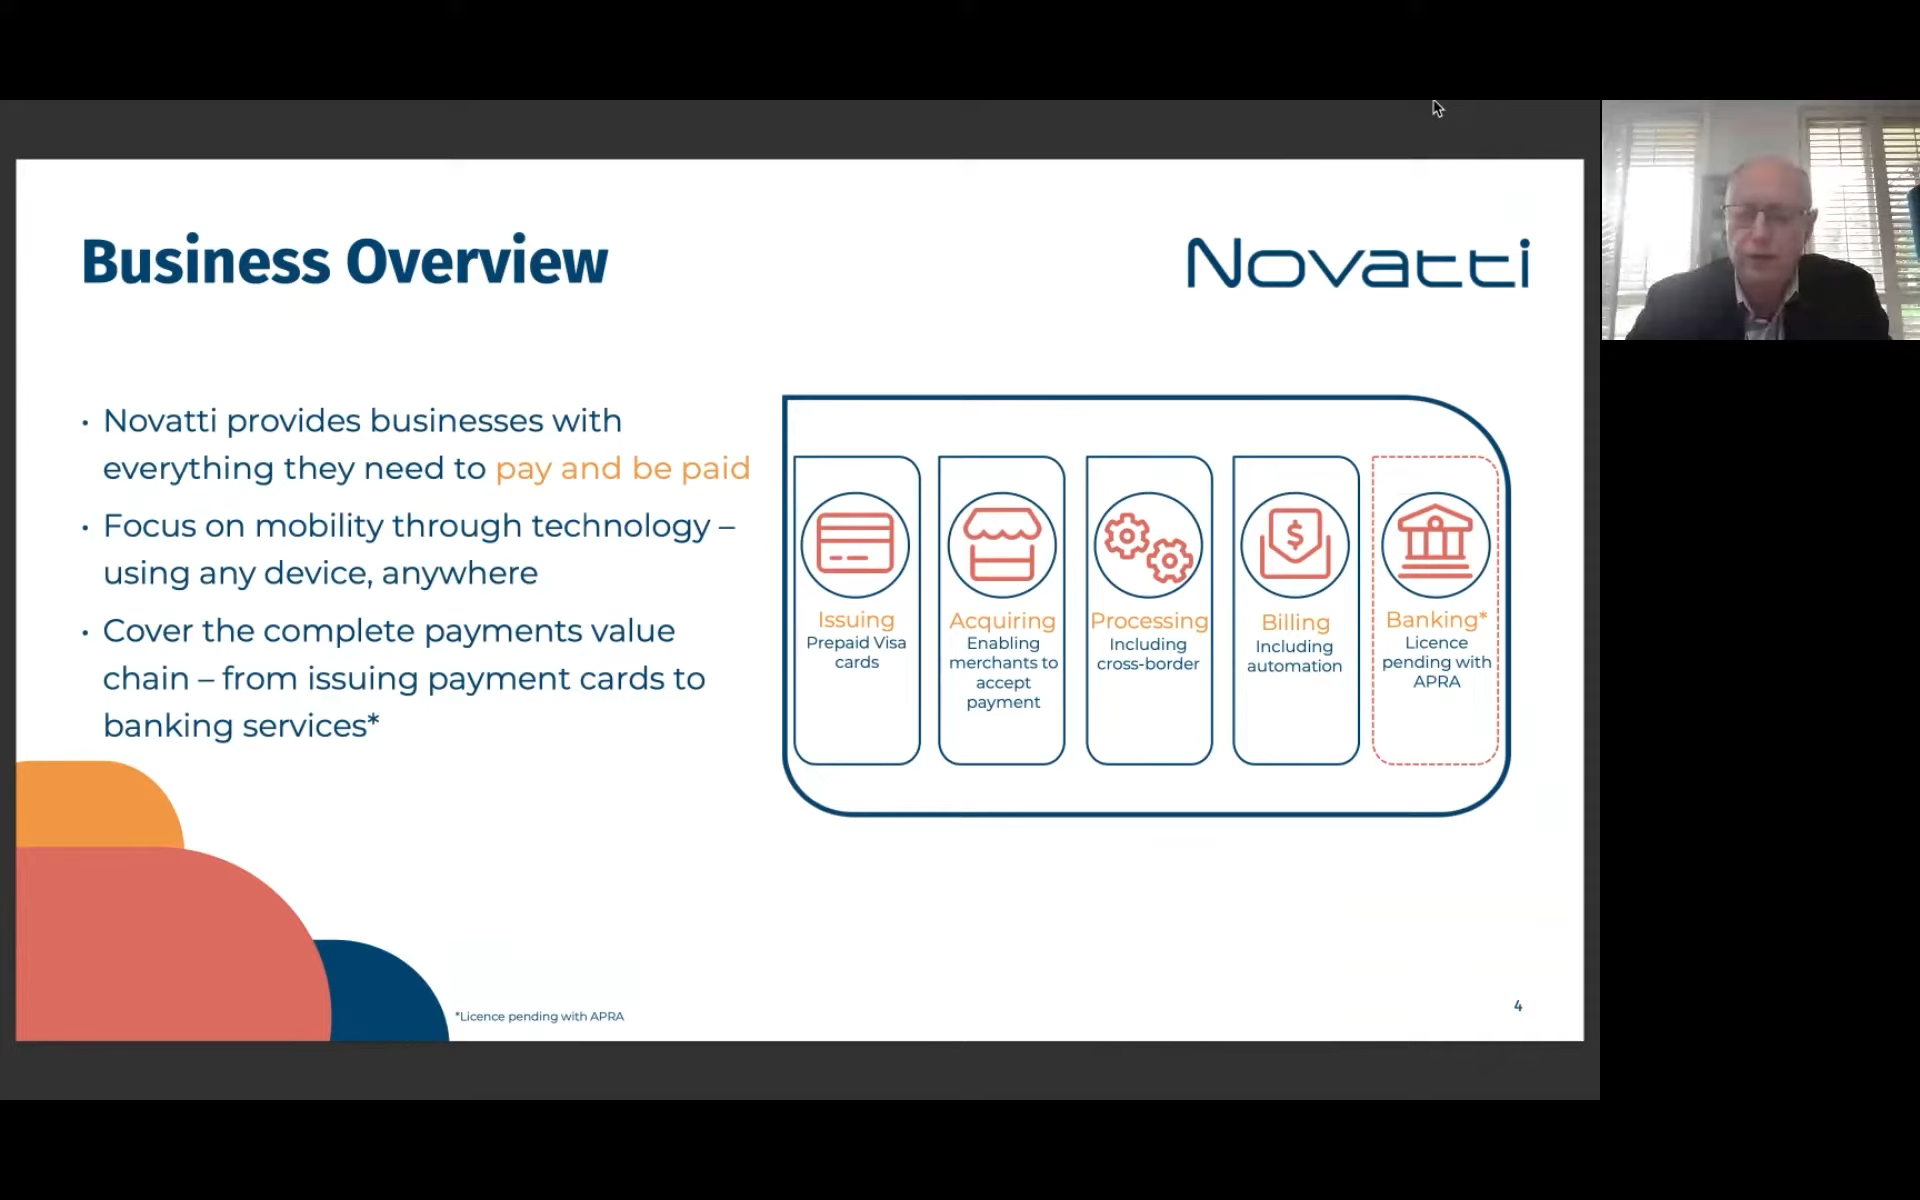 Business Overview
Novatti
• Novatti provides businesses with
everything they need to pay and be paid
• Focus on mobility through technology –
using any device, anywhere
• Cover the complete payments value
chain – from issuing payment cards to
banking services*
Issuing
Prepaid Visa
cards
Acquiring
Enabling
merchants to
accept
payment
Processing
Including
cross-border
$
Billing
Including
automation
Banking*
Licence
pending with
APRA
*Licence pending with APRA
4